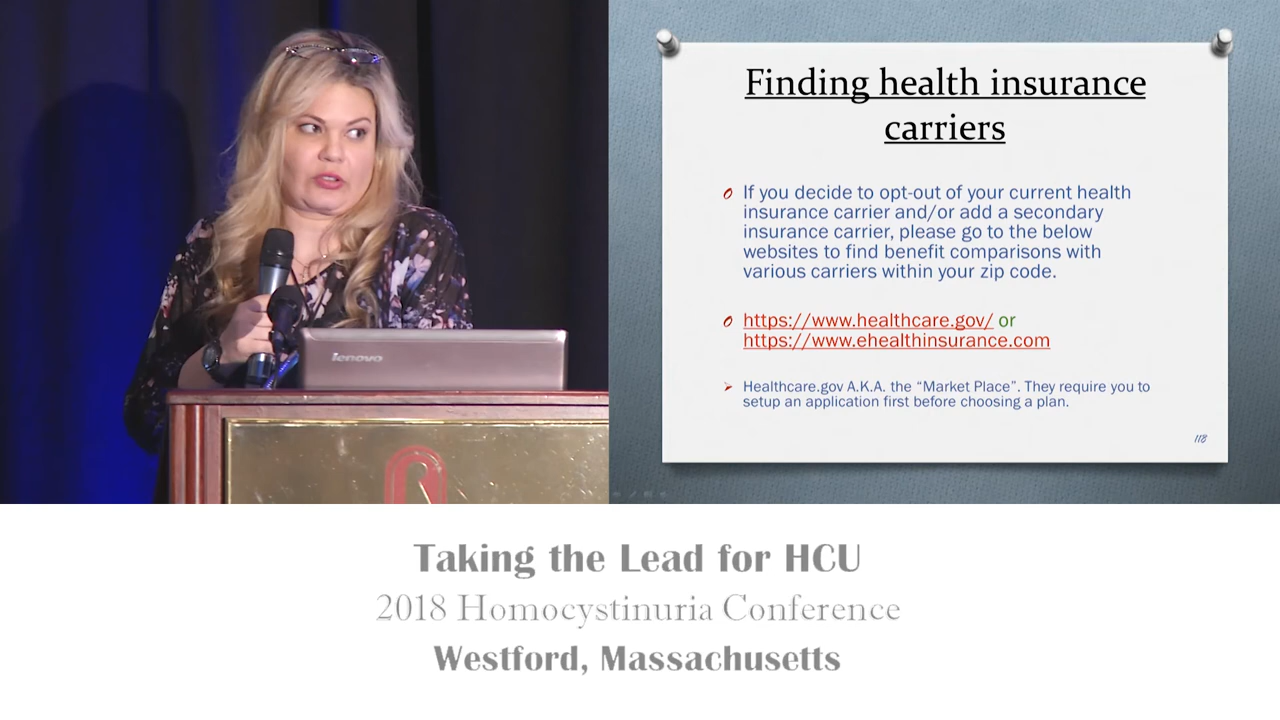 Finding health insurance
carriers
If you decide to opt-out of your current health
insurance carrier and/or add a secondary
insurance carrier, please go to the below
websites to find benefit comparisons with
various carriers within your zip code.
https://www.healthcare.gov/ or
https://www.ehealthinsurance.com
Healthcare.gov A.K.A. the “Market Place”. They require you to
setup an application first before choosing a plan.
118
lenovo
Taking the Lead for HCU
2018 Homocystinuria Conference
Westford, Massachusetts